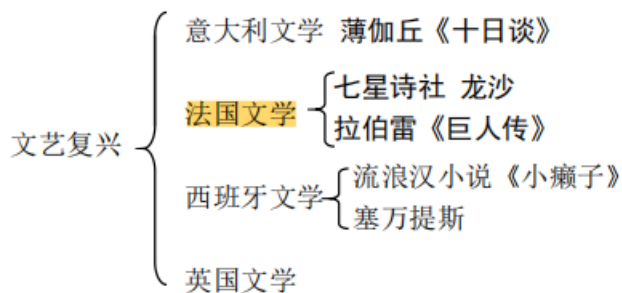 意大利文学 薄伽丘《十日谈》
七星诗社 龙沙
法国文学
拉伯雷《巨人传》
文艺复兴
流浪汉小说《小癞子》
西班牙文学
塞万提斯
英国文学